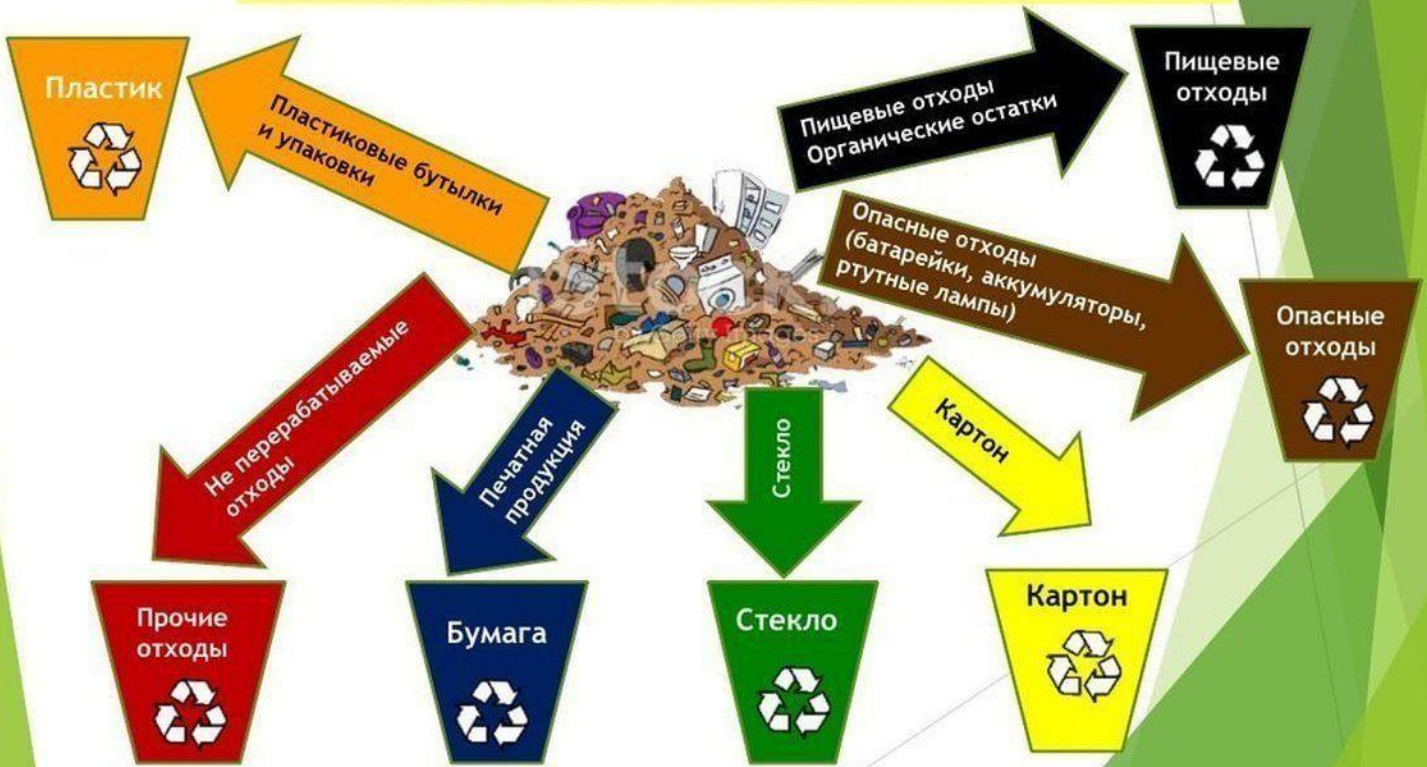 Пластик
Пластиковые бутылки
и упаковки
Пищевые отходы
Органические остатки
Пищевые
отходы
Опасные отходы
(батарейки, аккумуляторы,
ртутные лампы)
Опасные
отходы
Не перерабатываемые
отходы
Печатная
продукция
Стекло
Картон
Прочие
отходы
Бумага
Стекло
Картон